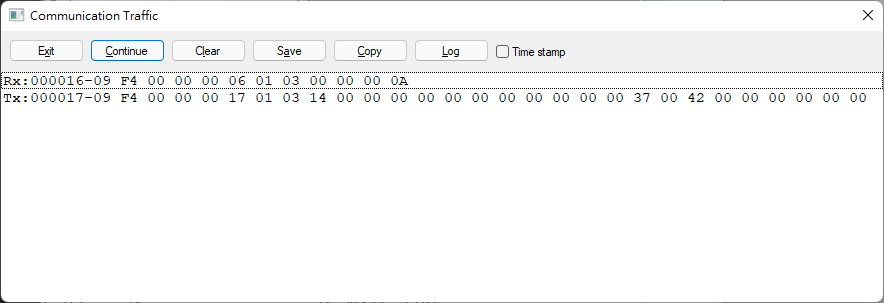 Communication Traffic
Exit Continue Clear Save Copy Log Time stamp
Rx:000016-09 F4 00 00 00 06 01 03 00 00 00 0A
Tx:000017-09 F4 00 00 00 17 01 03 14 00 00 00 00 00 00 00 00 00 00 00 37 00 42 00 00 00 00 00 00